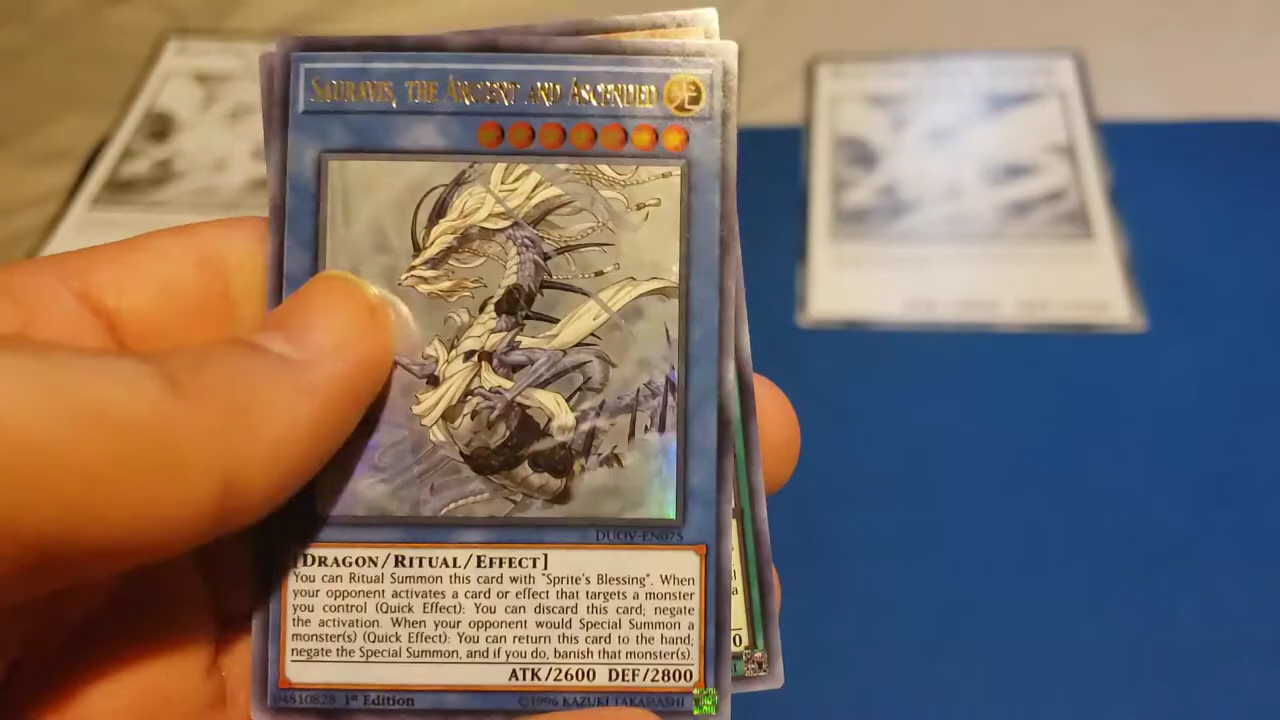 Sauravis, the Ancient and Ascended
光
DUOV-EN075
[Dragon/Ritual/Effect]
You can Ritual Summon this card with "Sprite's Blessing". When
your opponent activates a card or effect that targets a monster
you control (Quick Effect): You can discard this card; negate
the activation. When your opponent would Special Summon a
monster(s) (Quick Effect): You can return this card to the hand;
negate the Special Summon, and if you do, banish that monster(s).
ATK/2600 DEF/2800
04810828 1st Edition ©1996 KAZUKI TAKAHASHI